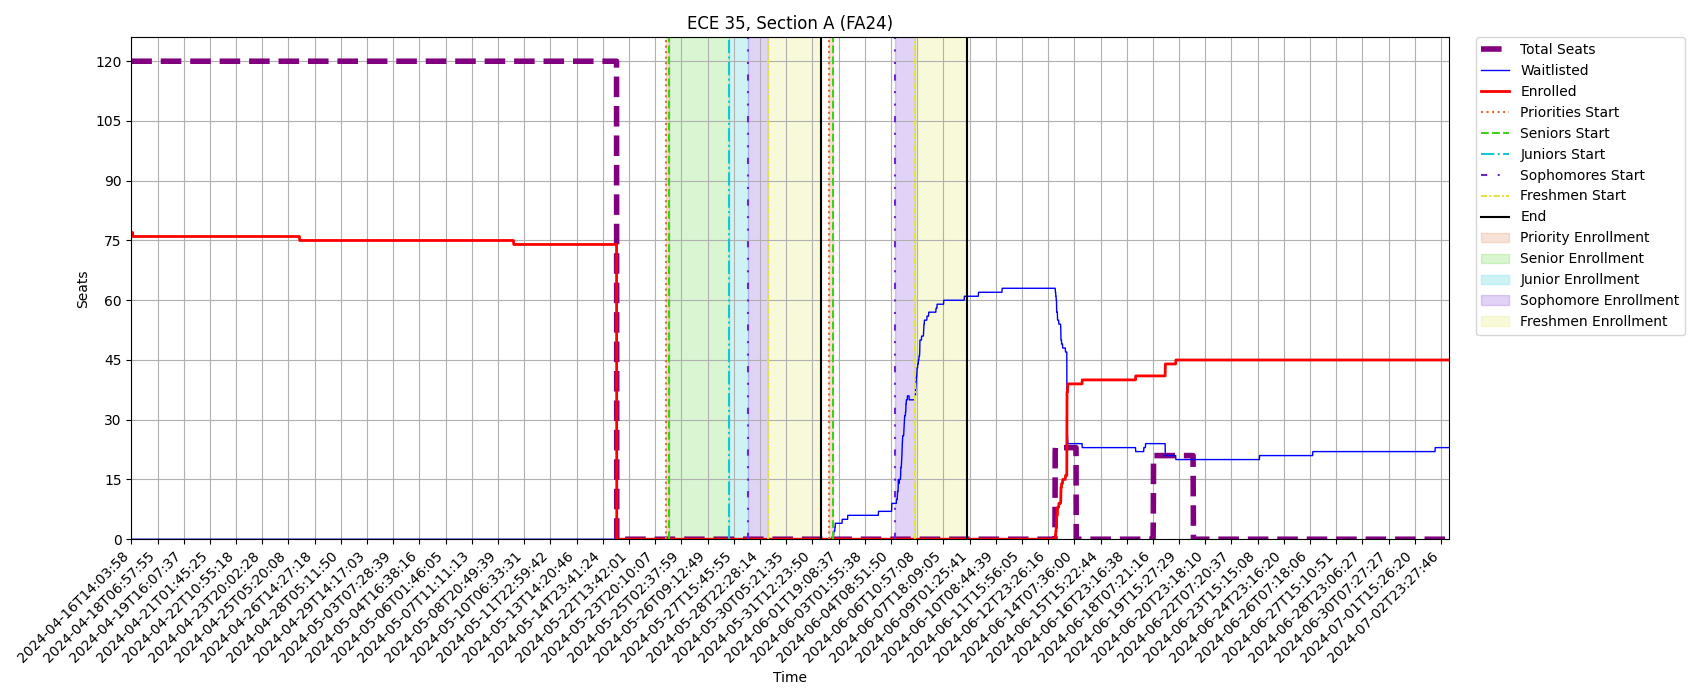 ECE 35, Section A (FA24)
Total Seats
Waitlisted
Enrolled
Priorities Start
Seniors Start
Juniors Start
Sophomores Start
Freshmen Start
End
Priority Enrollment
Senior Enrollment
Junior Enrollment
Sophomore Enrollment
Freshmen Enrollment
Seats
120
105
90
75
60
45
30
15
0
2024-04-16T14:03:58
2024-04-18T06:57:55
2024-04-19T16:07:37
2024-04-21T01:45:25
2024-04-22T10:55:18
2024-04-23T20:02:28
2024-04-25T05:20:08
2024-04-26T14:27:18
2024-04-28T05:11:50
2024-04-29T14:17:03
2024-05-03T07:28:39
2024-05-04T16:38:16
2024-05-06T01:46:05
2024-05-07T11:11:13
2024-05-08T20:49:39
2024-05-10T06:33:31
2024-05-11T22:59:42
2024-05-13T14:20:46
2024-05-14T23:41:24
2024-05-22T13:42:01
2024-05-23T20:10:07
2024-05-25T02:37:59
2024-05-26T09:12:49
2024-05-27T15:45:55
2024-05-28T22:28:14
2024-05-30T05:21:35
2024-05-31T12:23:50
2024-06-01T19:08:37
2024-06-03T01:55:38
2024-06-04T08:51:50
2024-06-06T01:57:08
2024-06-07T18:09:05
2024-06-09T01:25:41
2024-06-10T08:44:39
2024-06-11T15:56:05
2024-06-12T23:26:16
2024-06-14T07:36:00
2024-06-15T15:22:44
2024-06-16T23:16:38
2024-06-18T07:21:16
2024-06-19T15:27:29
2024-06-20T23:18:10
2024-06-22T07:20:37
2024-06-23T15:15:08
2024-06-24T23:16:20
2024-06-26T07:18:06
2024-06-27T15:10:51
2024-06-28T23:06:27
2024-06-30T07:27:27
2024-07-01T15:26:20
2024-07-02T23:27:46
Time